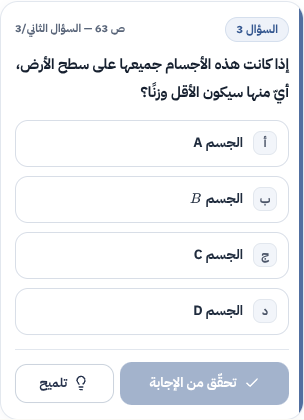 السؤال 3
ص 63 — السؤال الثاني/3
إذا كانت هذه الأجسام جميعها على سطح الأرض،
أيّ منها سيكون الأقل وزنًا؟
أ الجسم A
ب الجسم B
ج الجسم C
د الجسم D
تحقّق من الإجابة
تلميح